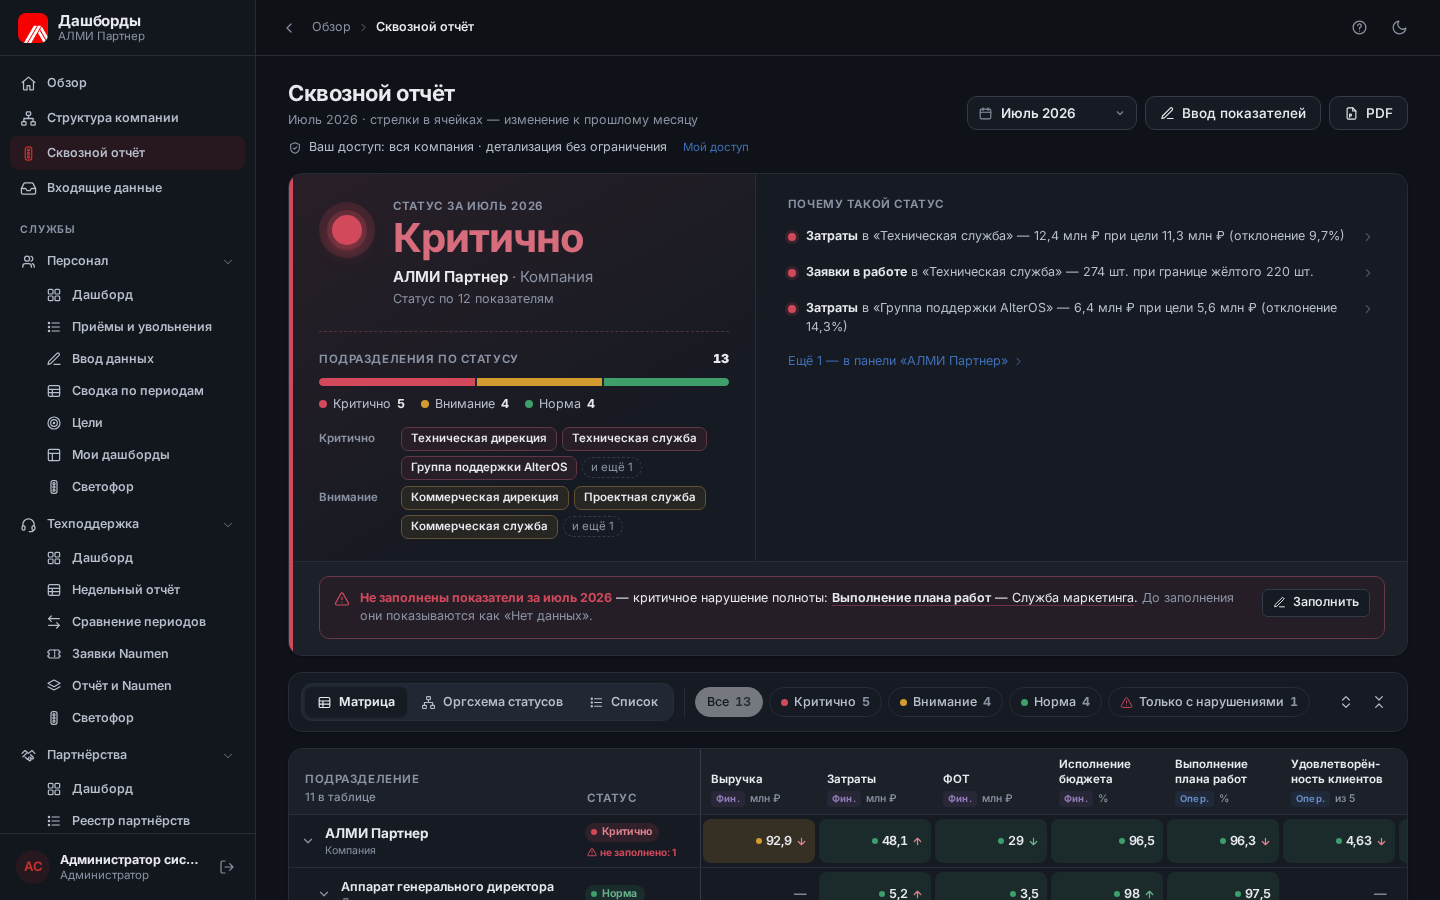 Дашборды
АЛМИ Партнер
Обзор
Структура компании
Сквозной отчёт
Входящие данные
СЛУЖБЫ
Персонал
Дашборд
Приёмы и увольнения
Ввод данных
Сводка по периодам
Цели
Мои дашборды
Светофор
Техподдержка
Дашборд
Недельный отчёт
Сравнение периодов
Заявки Naumen
Отчёт и Naumen
Светофор
Партнёрства
Дашборд
Реестр партнёрств
АС Администратор сис...
Администратор
Обзор > Сквозной отчёт
Сквозной отчёт
Июль 2026 · стрелки в ячейках — изменение к прошлому месяцу
Ваш доступ: вся компания · детализация без ограничения Мой доступ
Июль 2026
Ввод показателей
PDF
СТАТУС ЗА ИЮЛЬ 2026
Критично
АЛМИ Партнер · Компания
Статус по 12 показателям
ПОДРАЗДЕЛЕНИЯ ПО СТАТУСУ 13
Критично 5 Внимание 4 Норма 4
Критично Техническая дирекция Техническая служба
Группа поддержки AlterOS и ещё 1
Внимание Коммерческая дирекция Проектная служба
Коммерческая служба и ещё 1
ПОЧЕМУ ТАКОЙ СТАТУС
Затраты в «Техническая служба» — 12,4 млн ₽ при цели 11,3 млн ₽ (отклонение 9,7%)
Заявки в работе в «Техническая служба» — 274 шт. при границе жёлтого 220 шт.
Затраты в «Группа поддержки AlterOS» — 6,4 млн ₽ при цели 5,6 млн ₽ (отклонение
14,3%)
Ещё 1 — в панели «АЛМИ Партнер»
Не заполнены показатели за июль 2026 — критичное нарушение полноты: Выполнение плана работ — Служба маркетинга. До заполнения
они показываются как «Нет данных».
Заполнить
Матрица Оргсхема статусов Список Все 13 Критично 5 Внимание 4 Норма 4 Только с нарушениями 1
ПОДРАЗДЕЛЕНИЕ
11 в таблице
СТАТУС
Выручка
Фин. млн ₽
Затраты
Фин. млн ₽
ФОТ
Фин. млн ₽
Исполнение
бюджета
Фин. %
Выполнение
плана работ
Опер. %
Удовлетворён-
ность клиентов
Опер. из 5
АЛМИ Партнер
Компания
Критично
не заполнено: 1
92,9 ↓ 48,1 ↑ 29 ↓ 96,5 96,3 ↓ 4,63 ↓
Аппарат генерального директора
Норма
— 5,2 ↑ 3,5 98 ↑ 97,5 —